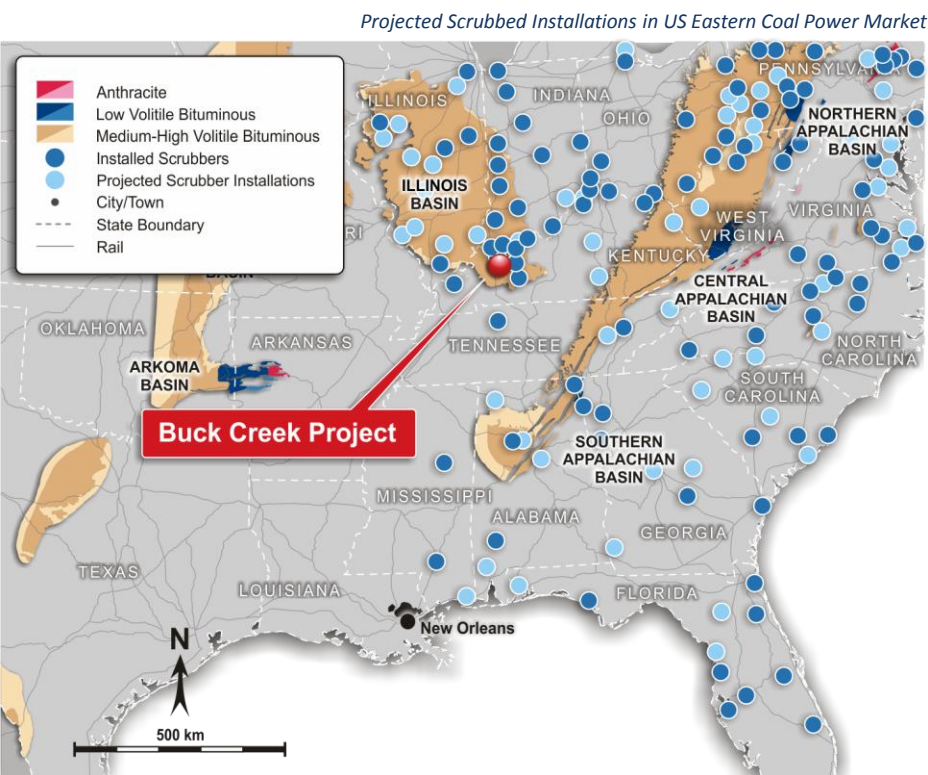 Projected Scrubbed Installations in US Eastern Coal Power Market
Anthracite
Low Volitile Bituminous
Medium-High Volitile Bituminous
Installed Scrubbers
Projected Scrubber Installations
City/Town
State Boundary
Rail
ILLINOIS
INDIANA
OHIO
PENNSYLVANIA
NORTHERN
APPALACHIAN
BASIN
ILLINOIS
BASIN
WEST
VIRGINIA
VIRGINIA
RI
KENTUCKY
BASIN
CENTRAL
APPALACHIAN
BASIN
OKLAHOMA
ARKANSAS
TENNESSEE
NORTH
CAROLINA
ARKOMA
BASIN
SOUTH
CAROLINA
Buck Creek Project
SOUTHERN
APPALACHIAN
BASIN
MISSISSIPPI
ALABAMA
GEORGIA
TEXAS
LOUISIANA
FLORIDA
New Orleans
N
500 km